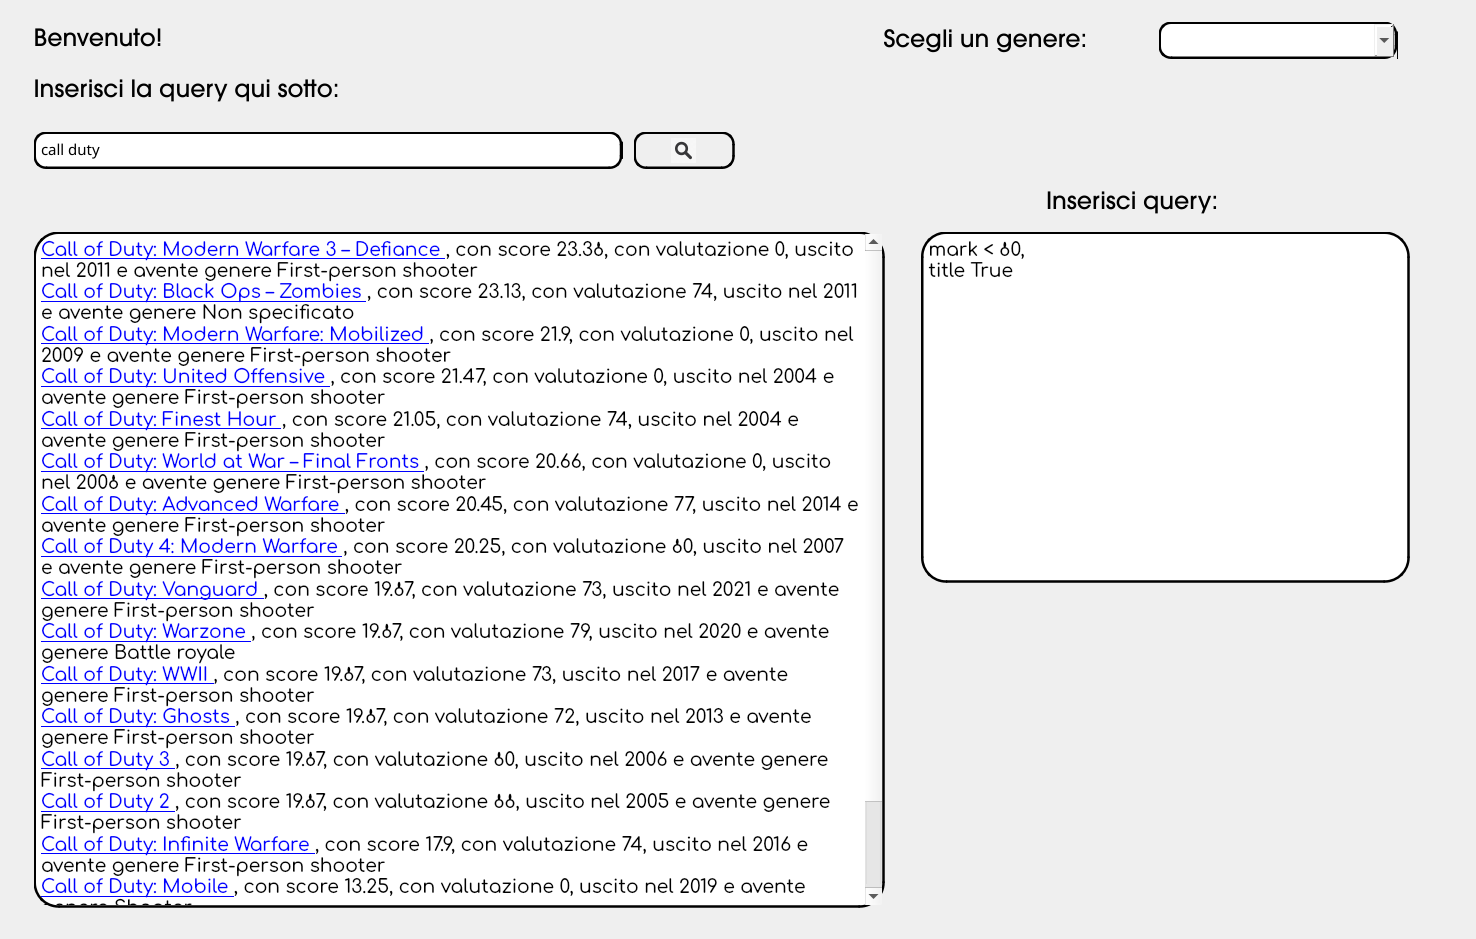 Benvenuto!
Scegli un genere:
Inserisci la query qui sotto:
call duty
Inserisci query:
Call of Duty: Modern Warfare 3 – Defiance , con score 23.38, con valutazione 0, uscito
nel 2011 e avente genere First-person shooter
Call of Duty: Black Ops – Zombies , con score 23.13, con valutazione 74, uscito nel 2011
e avente genere Non specificato
Call of Duty: Modern Warfare: Mobilized , con score 21.9, con valutazione 0, uscito nel
2009 e avente genere First-person shooter
Call of Duty: United Offensive , con score 21.47, con valutazione 0, uscito nel 2004 e
avente genere First-person shooter
Call of Duty: Finest Hour , con score 21.05, con valutazione 74, uscito nel 2004 e
avente genere First-person shooter
Call of Duty: World at War – Final Fronts , con score 20.66, con valutazione 0, uscito
nel 2008 e avente genere First-person shooter
Call of Duty: Advanced Warfare , con score 20.45, con valutazione 77, uscito nel 2014 e
avente genere First-person shooter
Call of Duty 4: Modern Warfare , con score 20.25, con valutazione 80, uscito nel 2007
e avente genere First-person shooter
Call of Duty: Vanguard , con score 19.87, con valutazione 73, uscito nel 2021 e avente
genere First-person shooter
Call of Duty: Warzone , con score 19.87, con valutazione 79, uscito nel 2020 e avente
genere Battle royale
Call of Duty: WWII , con score 19.87, con valutazione 73, uscito nel 2017 e avente
genere First-person shooter
Call of Duty: Ghosts , con score 19.87, con valutazione 72, uscito nel 2013 e avente
genere First-person shooter
Call of Duty 3 , con score 19.87, con valutazione 80, uscito nel 2006 e avente genere
First-person shooter
Call of Duty 2 , con score 19.87, con valutazione 88, uscito nel 2005 e avente genere
First-person shooter
Call of Duty: Infinite Warfare , con score 17.9, con valutazione 74, uscito nel 2016 e
avente genere First-person shooter
Call of Duty: Mobile , con score 13.25, con valutazione 0, uscito nel 2019 e avente
genere Shooter
mark < 80,
title True